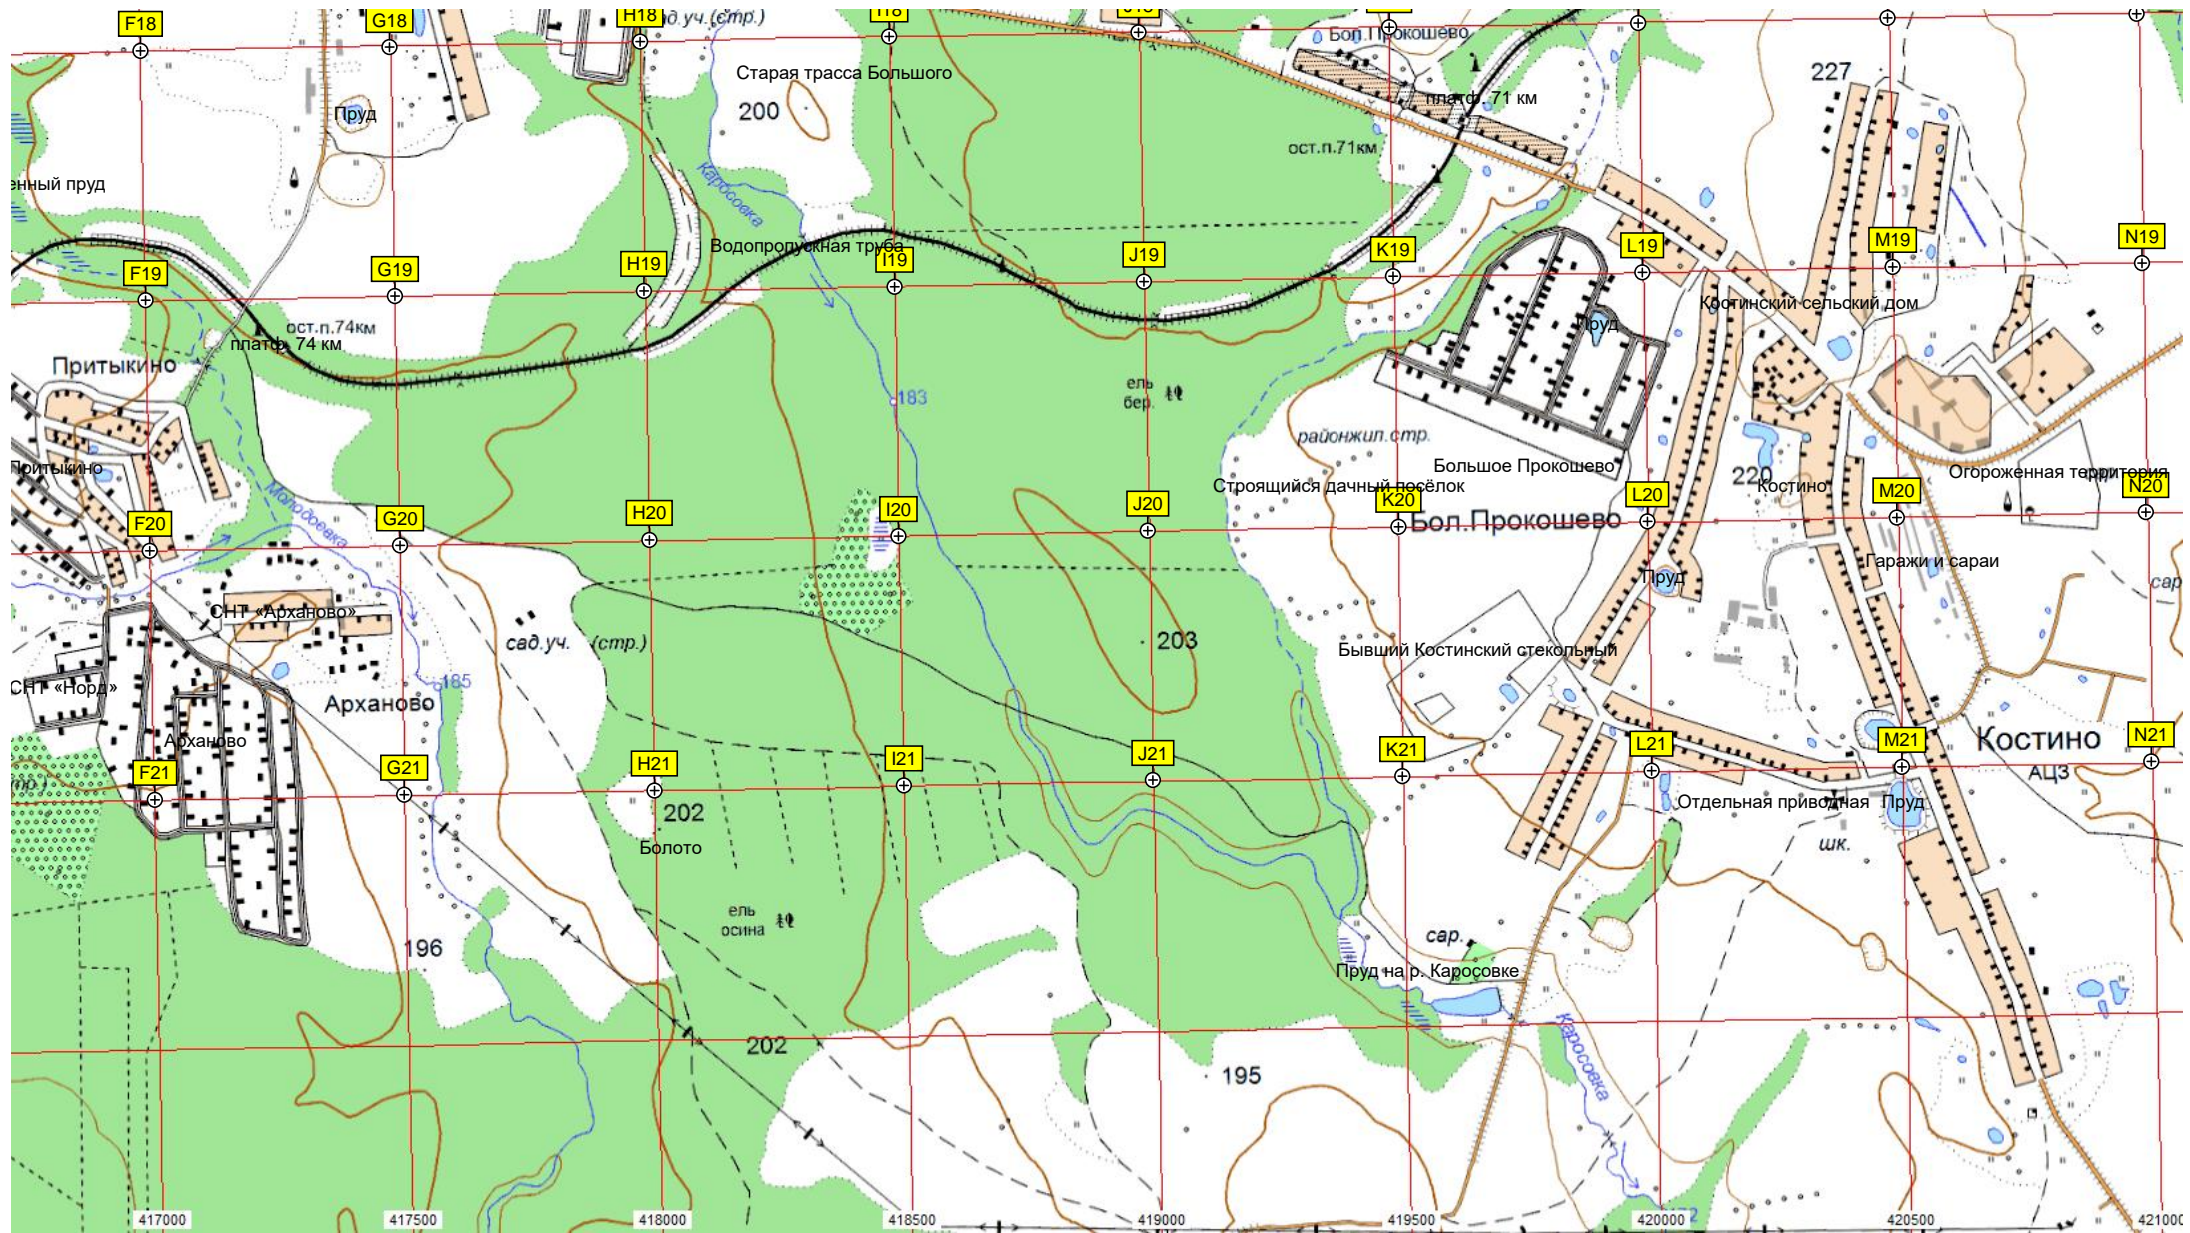 F18
G18
H18
сад.уч.(стр.)
I18
J18
Бол.Прокошево
227
Старая трасса Большого
200
платф. 71 км
Пруд
ост.п.71км
Каросовка
енный пруд
Водопропускная труба
F19
G19
H19
I19
J19
K19
L19
M19
N19
Костинский сельский дом
ост.п.74км
платф. 74 км
Пруд
Притыкино
ель
бер.
183
районжил.стр.
Притыкино
Большое Прокошево
Огороженная территория
Строящийся дачный посёлок
220
Костино
Молодовка
F20
G20
H20
I20
J20
K20
L20
M20
N20
Бол.Прокошево
Гаражи и сараи
Пруд
сар
СНТ «Арханово»
сад.уч. (стр.)
203
Бывший Костинский стекольный
СНТ «Норд»
185
Арханово
Арханово
Костино
АЦЗ
F21
G21
H21
I21
J21
K21
L21
M21
N21
Отдельная приводная
Пруд
202
Болото
шк.
ель
осина
196
сар.
Пруд на р. Каросовке
202
195
Каросовка
417000
417500
418000
418500
419000
419500
420000
420500
421000